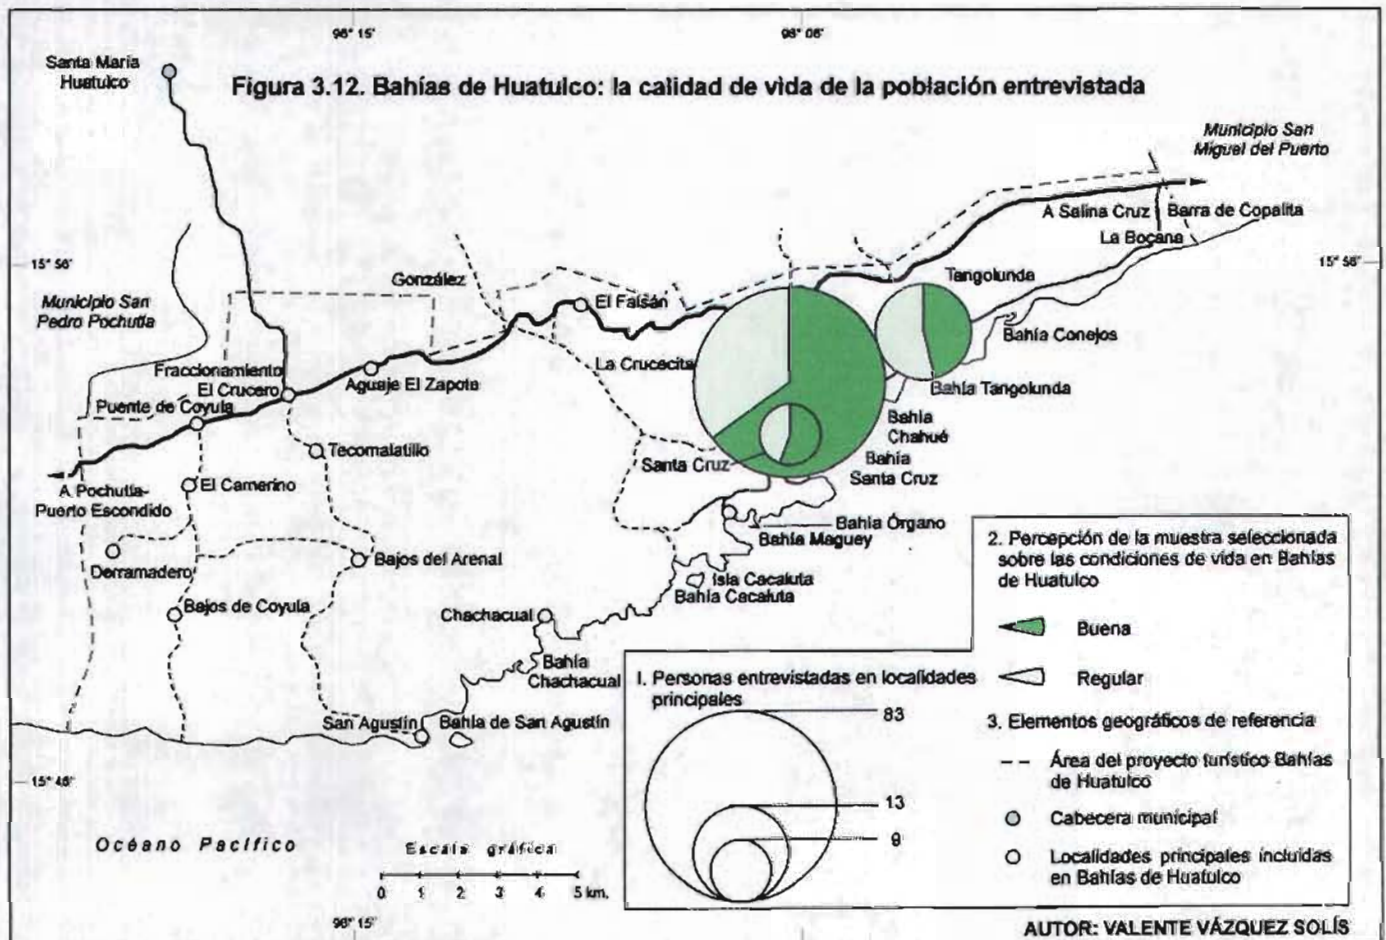 96° 15'
96° 06'
Santa María
Huatulco
Figura 3.12. Bahías de Huatulco: la calidad de vida de la población entrevistada
Municipio San
Miguel del Puerto
A Salina Cruz
Barra de Copalita
La Bocana
15° 56'
15° 56'
González
Tangolunda
Municipio San
Pedro Pochutla
El Faisán
Bahía Conejos
La Crucecita
Fraccionamiento
El Crucero
Aguaje El Zapote
Bahía Tangolunda
Puente de Coyula
Bahía
Chahué
Tecomalatillo
Santa Cruz
Bahía
Santa Cruz
A Pochutla-
Puerto Escondido
El Camerino
Bahía Órgano
Bahía Maguey
Derramadero
Bajos del Arenal
Isla Cacaluta
Bahía Cacaluta
Bajos de Coyula
Chachacual
Bahía
Chachacual
San Agustín
Bahía de San Agustín
15° 46'
Océano Pacífico
Escala gráfica
0 1 2 3 4 5 km.
96° 15'
1. Personas entrevistadas en localidades
principales
83
13
9
2. Percepción de la muestra seleccionada
sobre las condiciones de vida en Bahías
de Huatulco
Buena
Regular
3. Elementos geográficos de referencia
Área del proyecto turístico Bahías
de Huatulco
Cabecera municipal
Localidades principales incluidas
en Bahías de Huatulco
AUTOR: VALENTE VÁZQUEZ SOLÍS